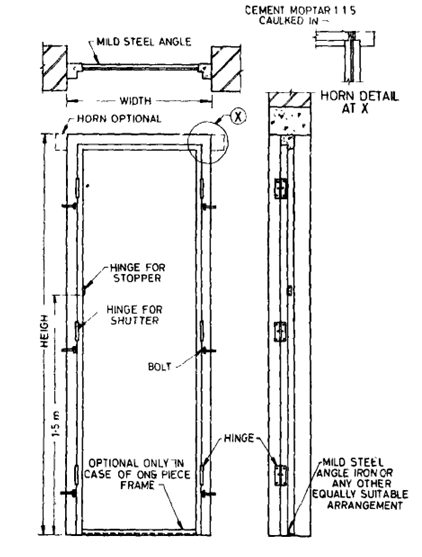 CEMENT MOPTAR 1 1 5
CAULKED IN
MILD STEEL ANGLE
HORN DETAIL
AT X
WIDTH
HORN OPTIONAL
X
HINGE FOR
STOPPER
HINGE FOR
SHUTTER
HEIGH
BOLT
1·5 m
HINGE
OPTIONAL ONLY IN
CASE OF ONE PIECE
FRAME
MILD STEEL
ANGLE IRON OR
ANY OTHER
EQUALLY SUITABLE
ARRANGEMENT